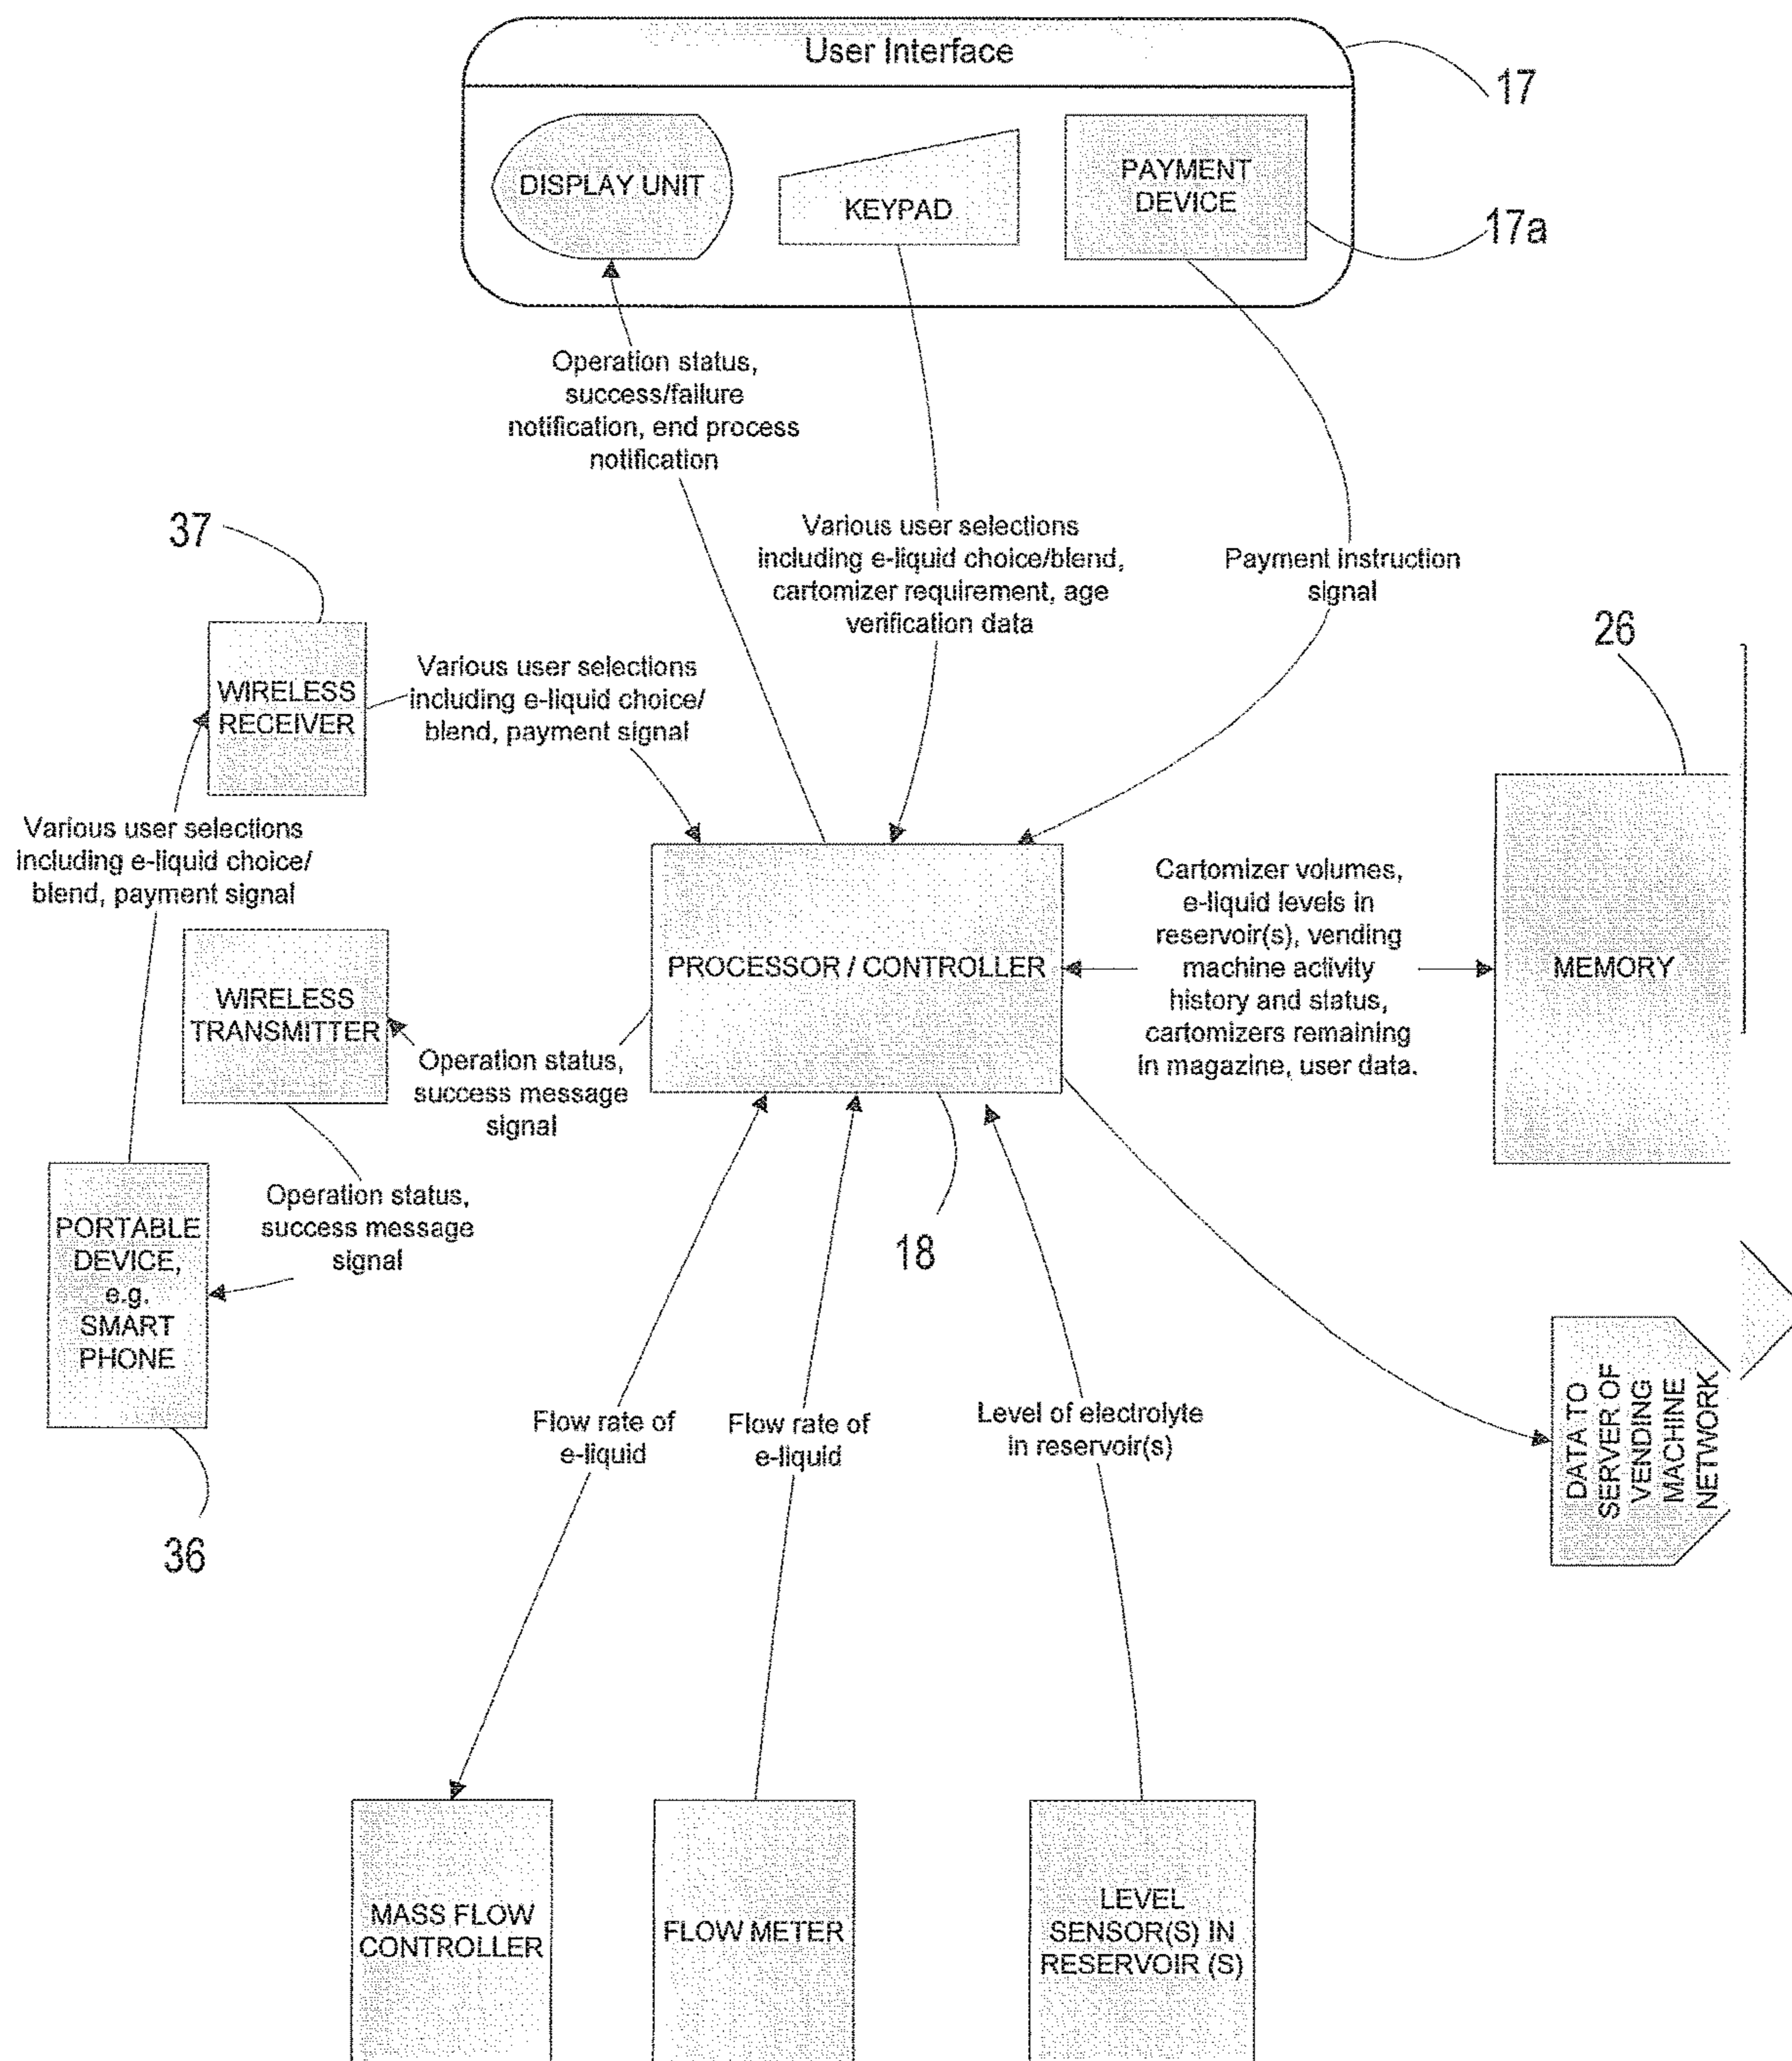 User Interface
17
DISPLAY UNIT
KEYPAD
PAYMENT
DEVICE
17a
Operation status,
success/failure
notification, end process
notification
Various user selections
including e-liquid choice/blend,
cartomizer requirement, age
verification data
Payment instruction
signal
37
WIRELESS
RECEIVER
Various user selections
including e-liquid choice/
blend, payment signal
26
Various user selections
including e-liquid choice/
blend, payment signal
PROCESSOR / CONTROLLER
Cartomizer volumes,
e-liquid levels in
reservoir(s), vending
machine activity
history and status,
cartomizers remaining
in magazine, user data.
MEMORY
WIRELESS
TRANSMITTER
Operation status,
success message
signal
PORTABLE
DEVICE,
e.g.
SMART
PHONE
Operation status,
success message
signal
18
36
Flow rate of
e-liquid
Flow rate of
e-liquid
Level of electrolyte
in reservoir(s)
DATA TO
SERVER OF
VENDING
MACHINE
NETWORK
MASS FLOW
CONTROLLER
FLOW METER
LEVEL
SENSOR(S) IN
RESERVOIR (S)